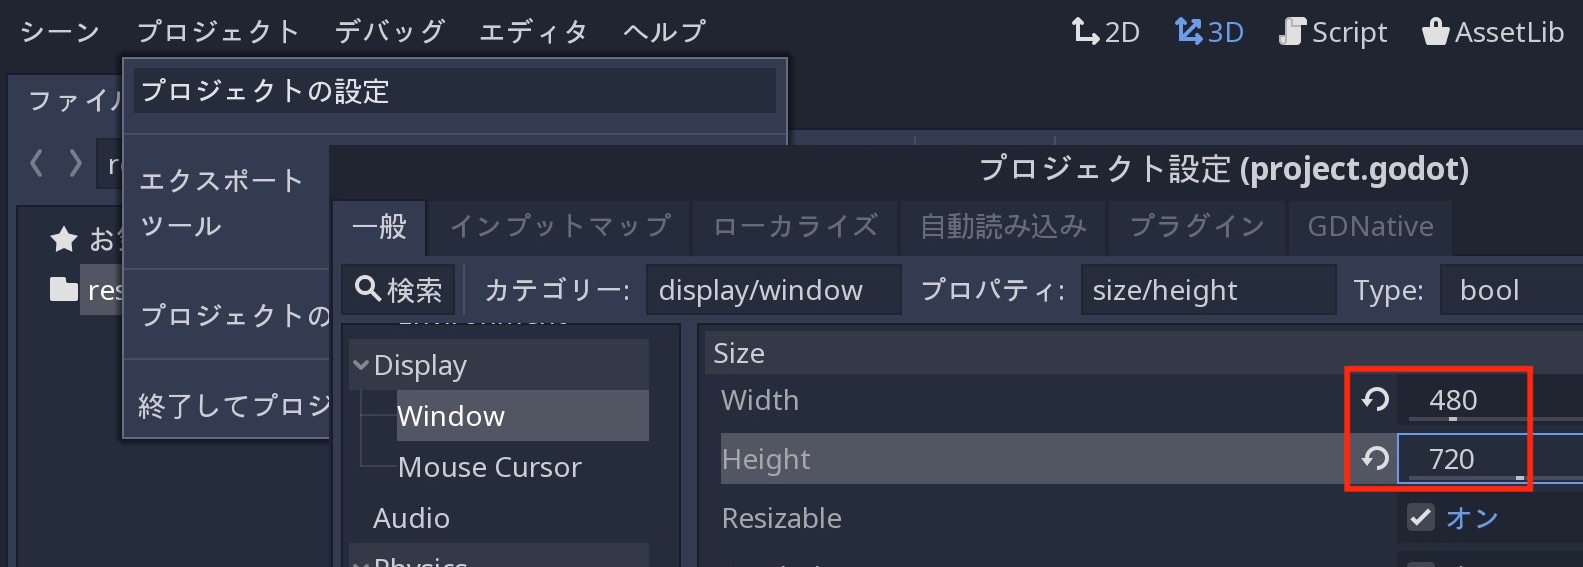 シーン プロジェクト デバッグ エディタ ヘルプ 2D 3D Script AssetLib
ファイル
プロジェクトの設定
エクスポート
ツール
プロジェクトの
終了してプロジ
お
res
プロジェクト設定 (project.godot)
一般 インプットマップ ローカライズ 自動読み込み プラグイン GDNative
検索 カテゴリー: display/window プロパティ: size/height Type: bool
Display
Window
Mouse Cursor
Audio
Physics
Size
Width 480
Height 720
Resizable オン